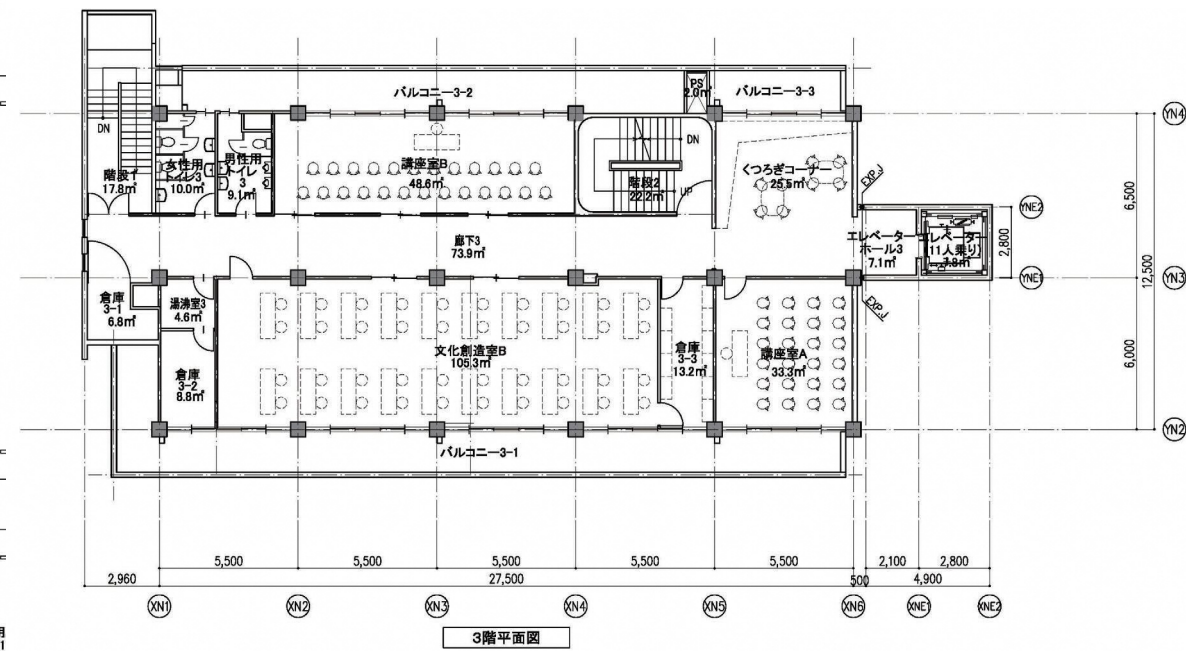 バルコニー3-2
PS
2.0㎡
バルコニー3-3
YN4
DN
階段1
17.8㎡
女性用
トイレ3
10.0㎡
男性用
トイレ
3
9.1㎡
講座室B
48.6㎡
DN
階段2
22.2㎡
UP
くつろぎコーナー
25.5㎡
EXP.J
6,500
YNE2
廊下3
73.9㎡
エレベーター
ホール3
7.1㎡
エレベーター
(11人乗り)
2,800
12,500
YNE1
YN3
倉庫
3-1
6.8㎡
湯沸室3
4.6㎡
EXP.J
文化創造室B
105.3㎡
倉庫
3-2
8.8㎡
倉庫
3-3
13.2㎡
講座室A
33.3㎡
6,000
YN2
バルコニー3-1
5,500
5,500
5,500
5,500
5,500
2,100
2,800
2,960
27,500
500
4,900
XN1
XN2
XN3
XN4
XN5
XN6
XNE1
XNE2
3階平面図